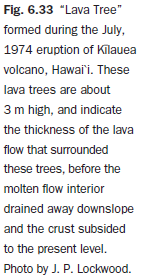 Fig. 6.33 “Lava Tree”
formed during the July,
1974 eruption of Kīlauea
volcano, Hawai‘i. These
lava trees are about
3 m high, and indicate
the thickness of the lava
flow that surrounded
these trees, before the
molten flow interior
drained away downslope
and the crust subsided
to the present level.
Photo by J. P. Lockwood.